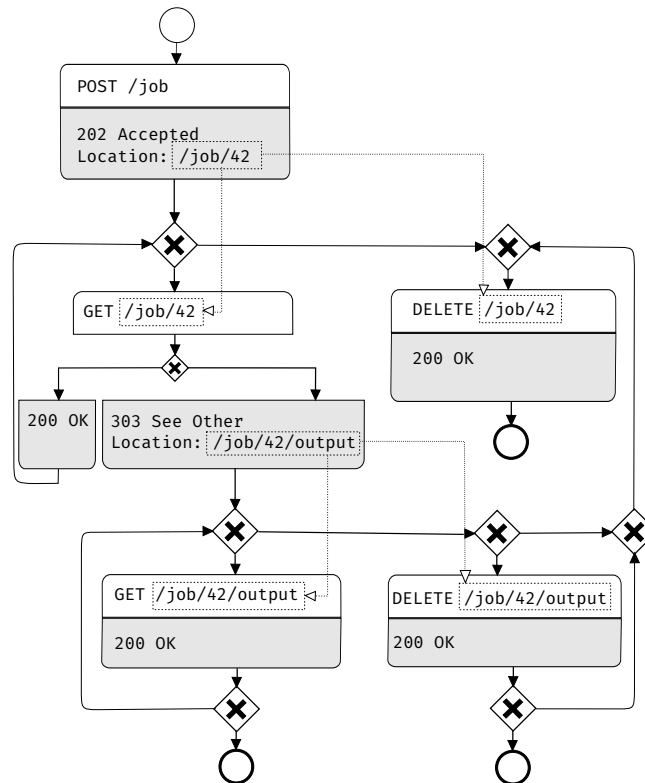 POST /job
202 Accepted
Location: /job/42
GET /job/42
DELETE /job/42
200 OK
200 OK
303 See Other
Location: /job/42/output
GET /job/42/output
200 OK
DELETE /job/42/output
200 OK